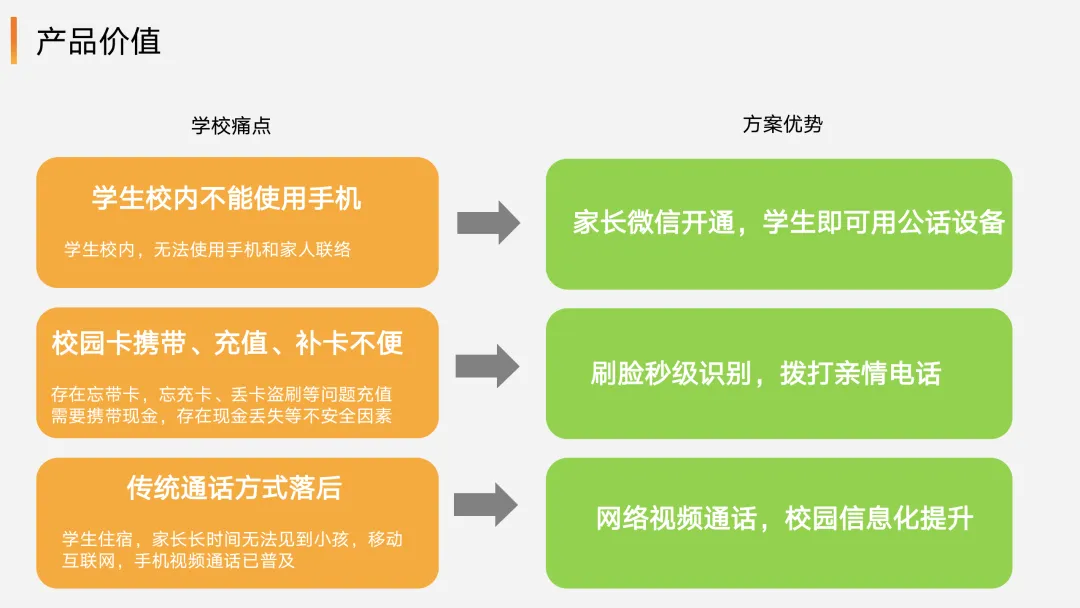 产品价值
学校痛点
方案优势
学生校内不能使用手机
学生校内，无法使用手机和家人联络
家长微信开通，学生即可用公话设备
校园卡携带、充值、补卡不便
存在忘带卡，忘充卡、丢卡盗刷等问题充值
需要携带现金，存在现金丢失等不安全因素
刷脸秒级识别，拨打亲情电话
传统通话方式落后
学生住宿，家长长时间无法见到小孩，移动
互联网，手机视频通话已普及
网络视频通话，校园信息化提升